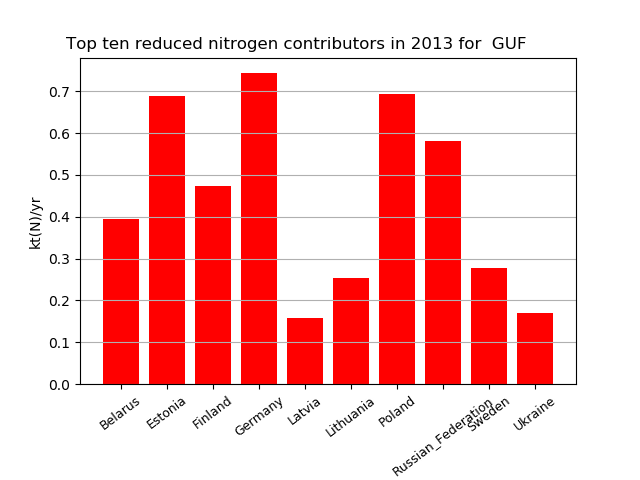 Top ten reduced nitrogen contributors in 2013 for  GUF
kt(N)/yr
0.7
0.6
0.5
0.4
0.3
0.2
0.1
0.0
Belarus
Estonia
Finland
Germany
Latvia
Lithuania
Poland
Russian_Federation
Sweden
Ukraine